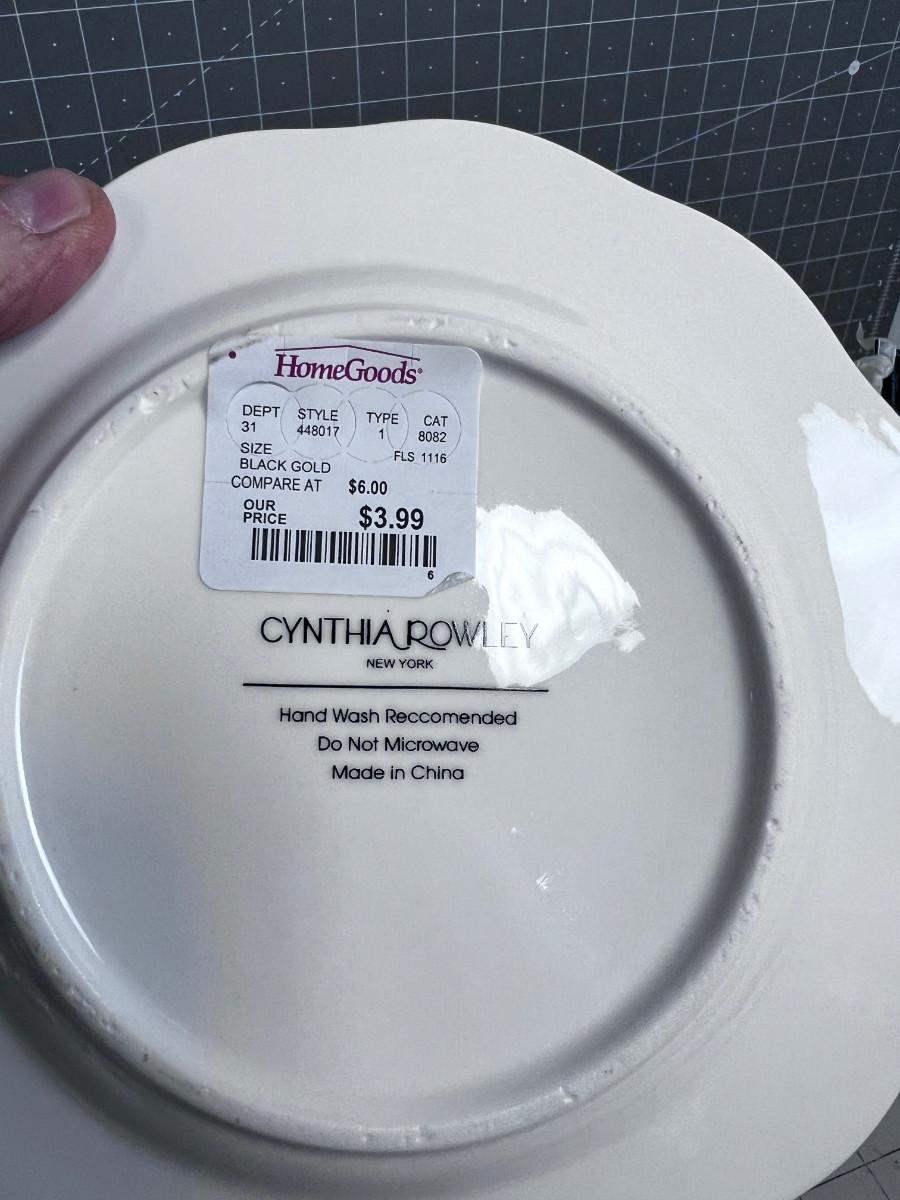 HomeGoods®
DEPT STYLE TYPE CAT
31 448017 1 8082
SIZE FLS 1116
BLACK GOLD
COMPARE AT $6.00
OUR PRICE $3.99
6
CYNTHIA ROWLEY
NEW YORK
Hand Wash Reccomended
Do Not Microwave
Made in China